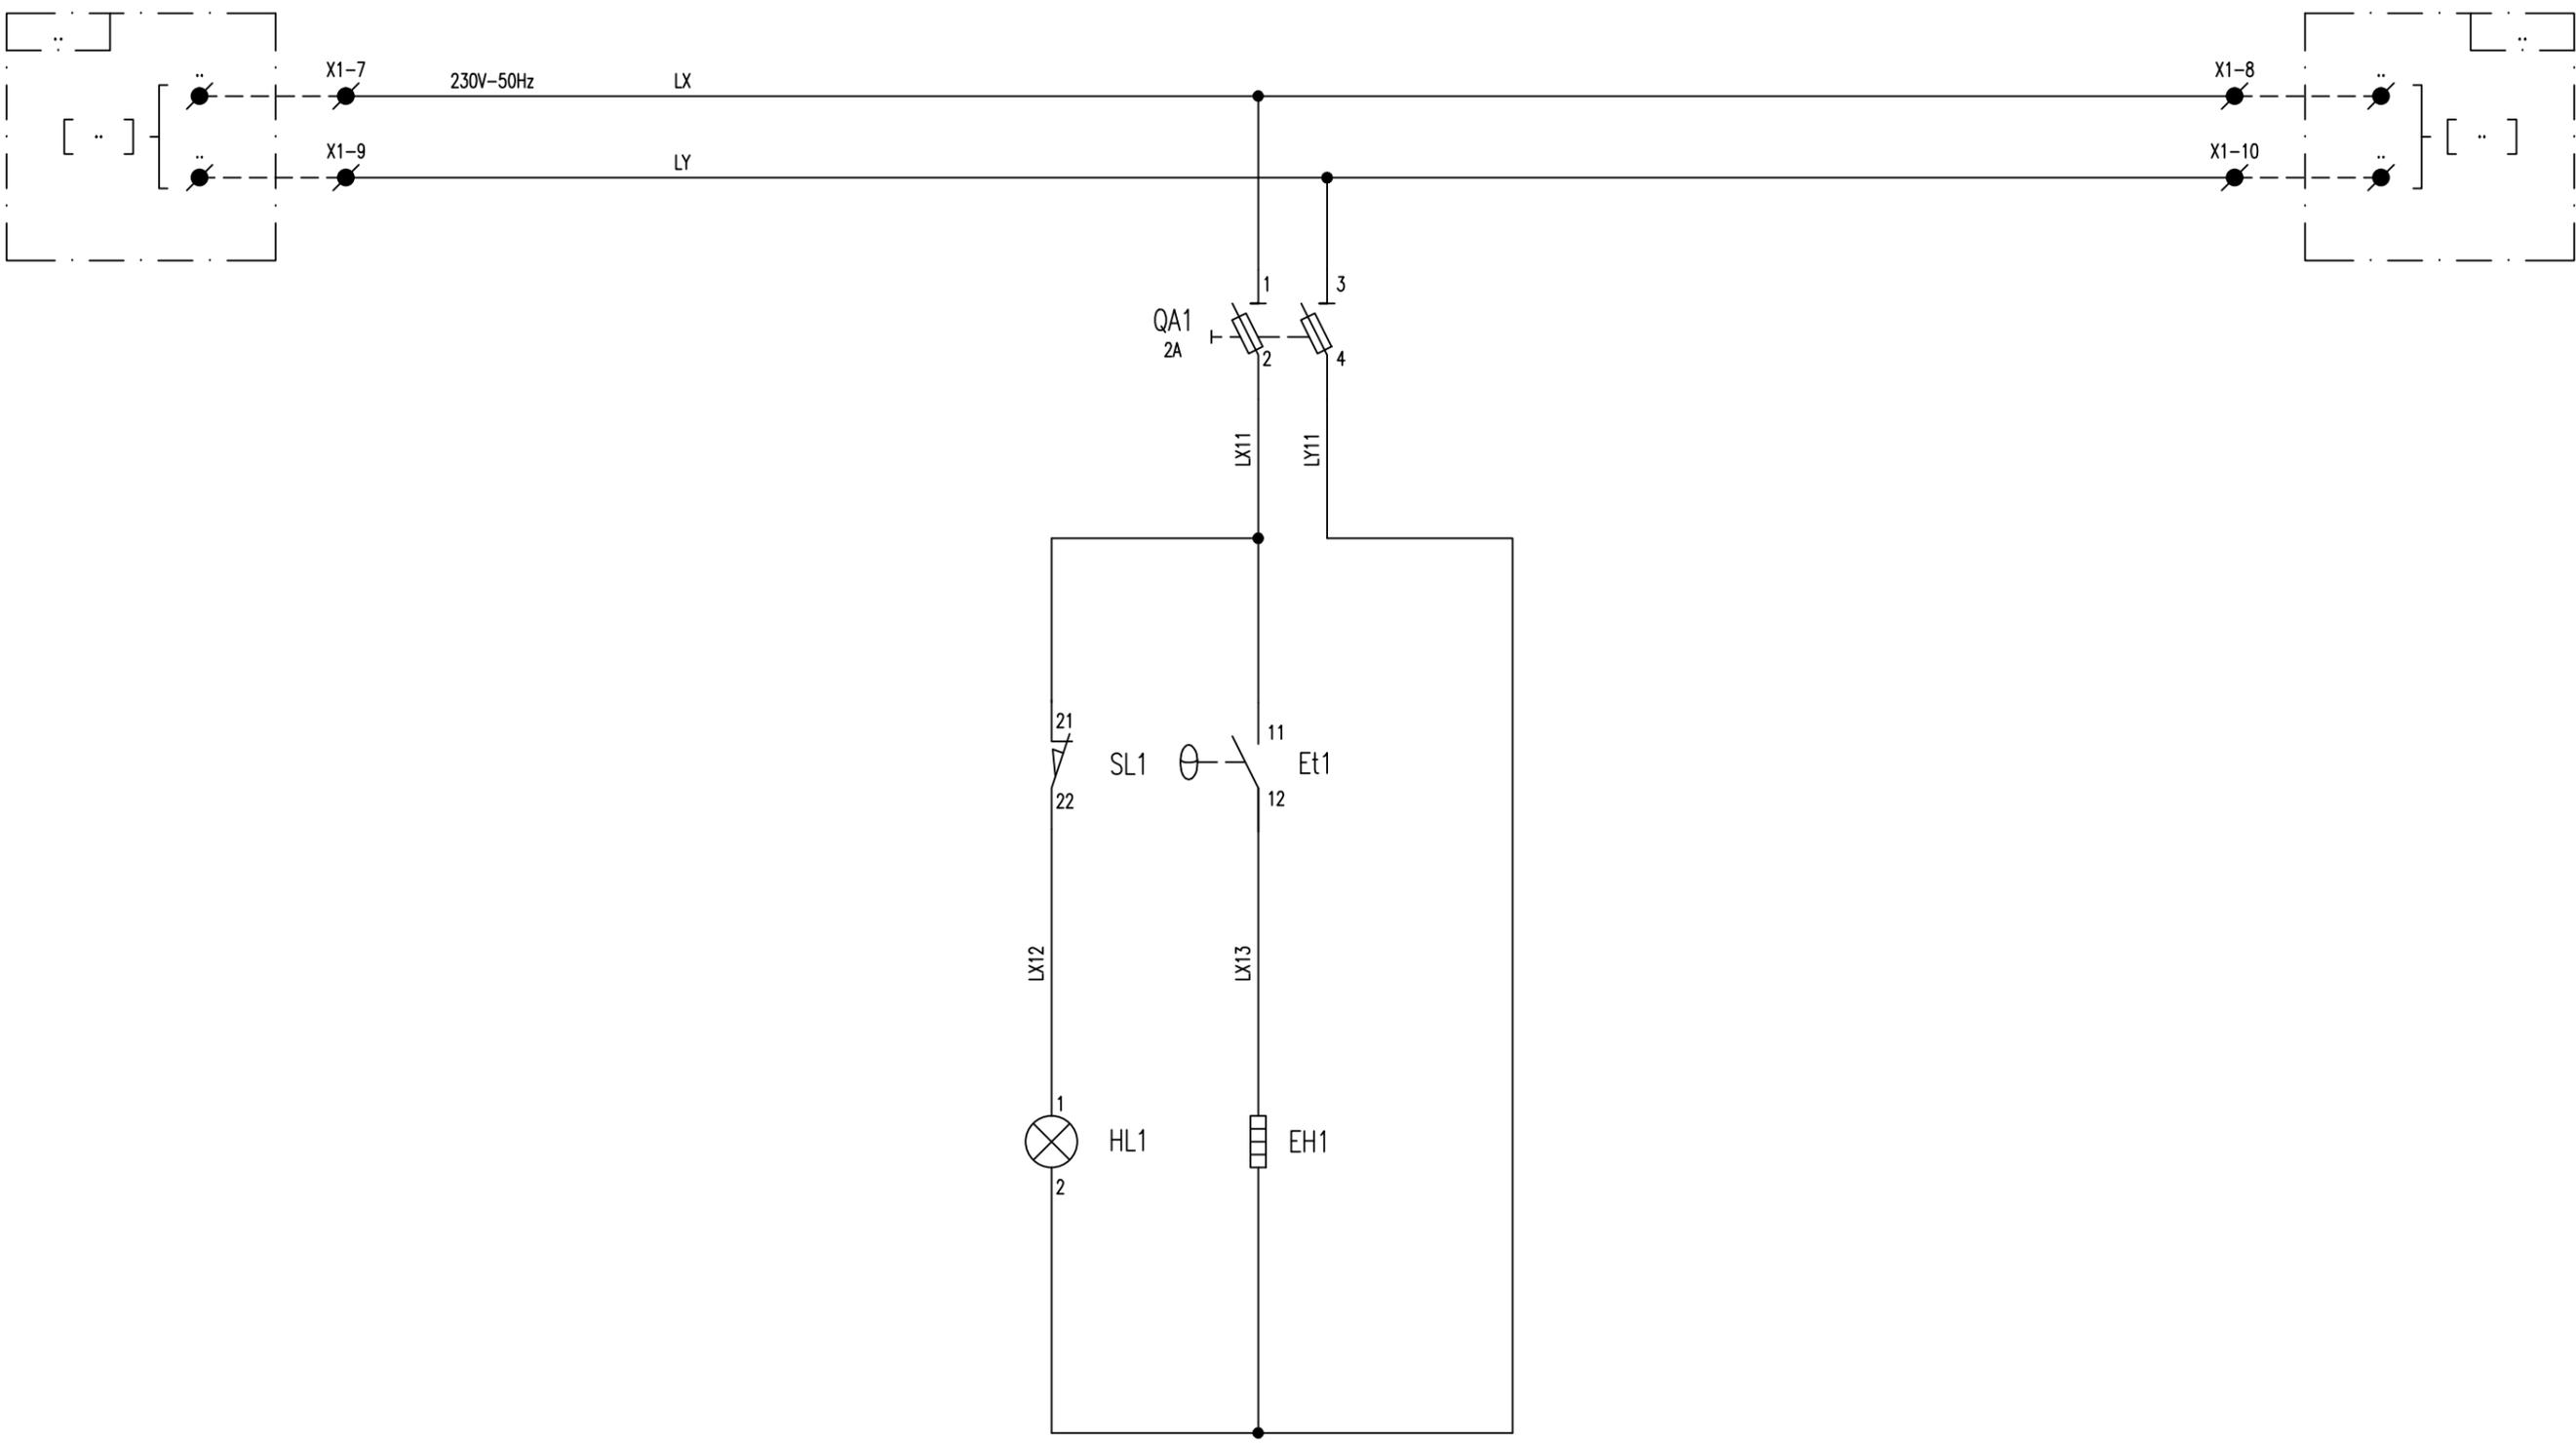 ..
..
X1-7
230V-50Hz
LX
X1-8
..
..
[ .. ]
[ .. ]
..
X1-9
LY
X1-10
..
1
3
QA1
2A
2
4
LX11
LY11
21
11
SL1
Et1
22
12
LX12
LX13
1
HL1
EH1
2